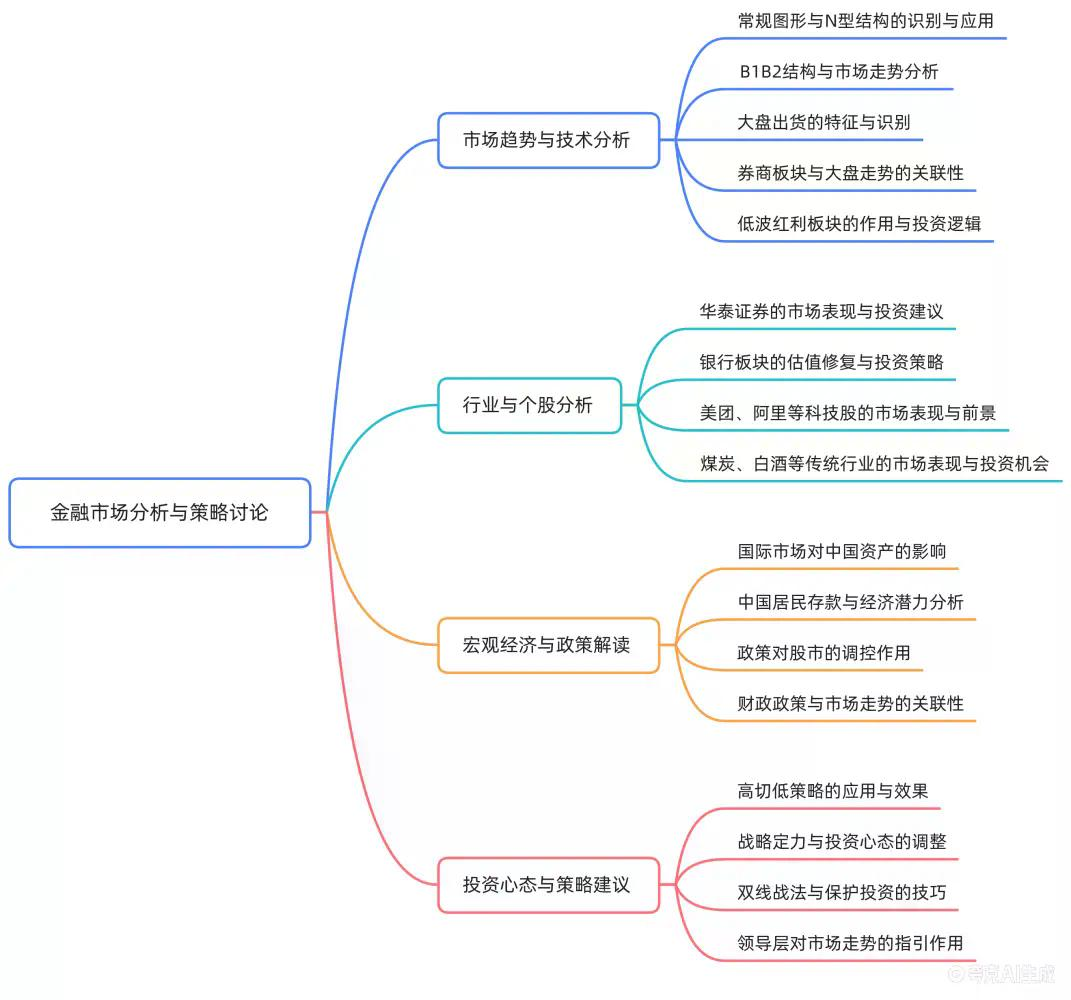 金融市场分析与策略讨论
市场趋势与技术分析
常规图形与N型结构的识别与应用
B1B2结构与市场走势分析
大盘出货的特征与识别
券商板块与大盘走势的关联性
低波红利板块的作用与投资逻辑
行业与个股分析
华泰证券的市场表现与投资建议
银行板块的估值修复与投资策略
美团、阿里等科技股的市场表现与前景
煤炭、白酒等传统行业的市场表现与投资机会
宏观经济与政策解读
国际市场对中国资产的影响
中国居民存款与经济潜力分析
政策对股市的调控作用
财政政策与市场走势的关联性
投资心态与策略建议
高切低策略的应用与效果
战略定力与投资心态的调整
双线战法与保护投资的技巧
领导层对市场走势的指引作用
夸克AI生成